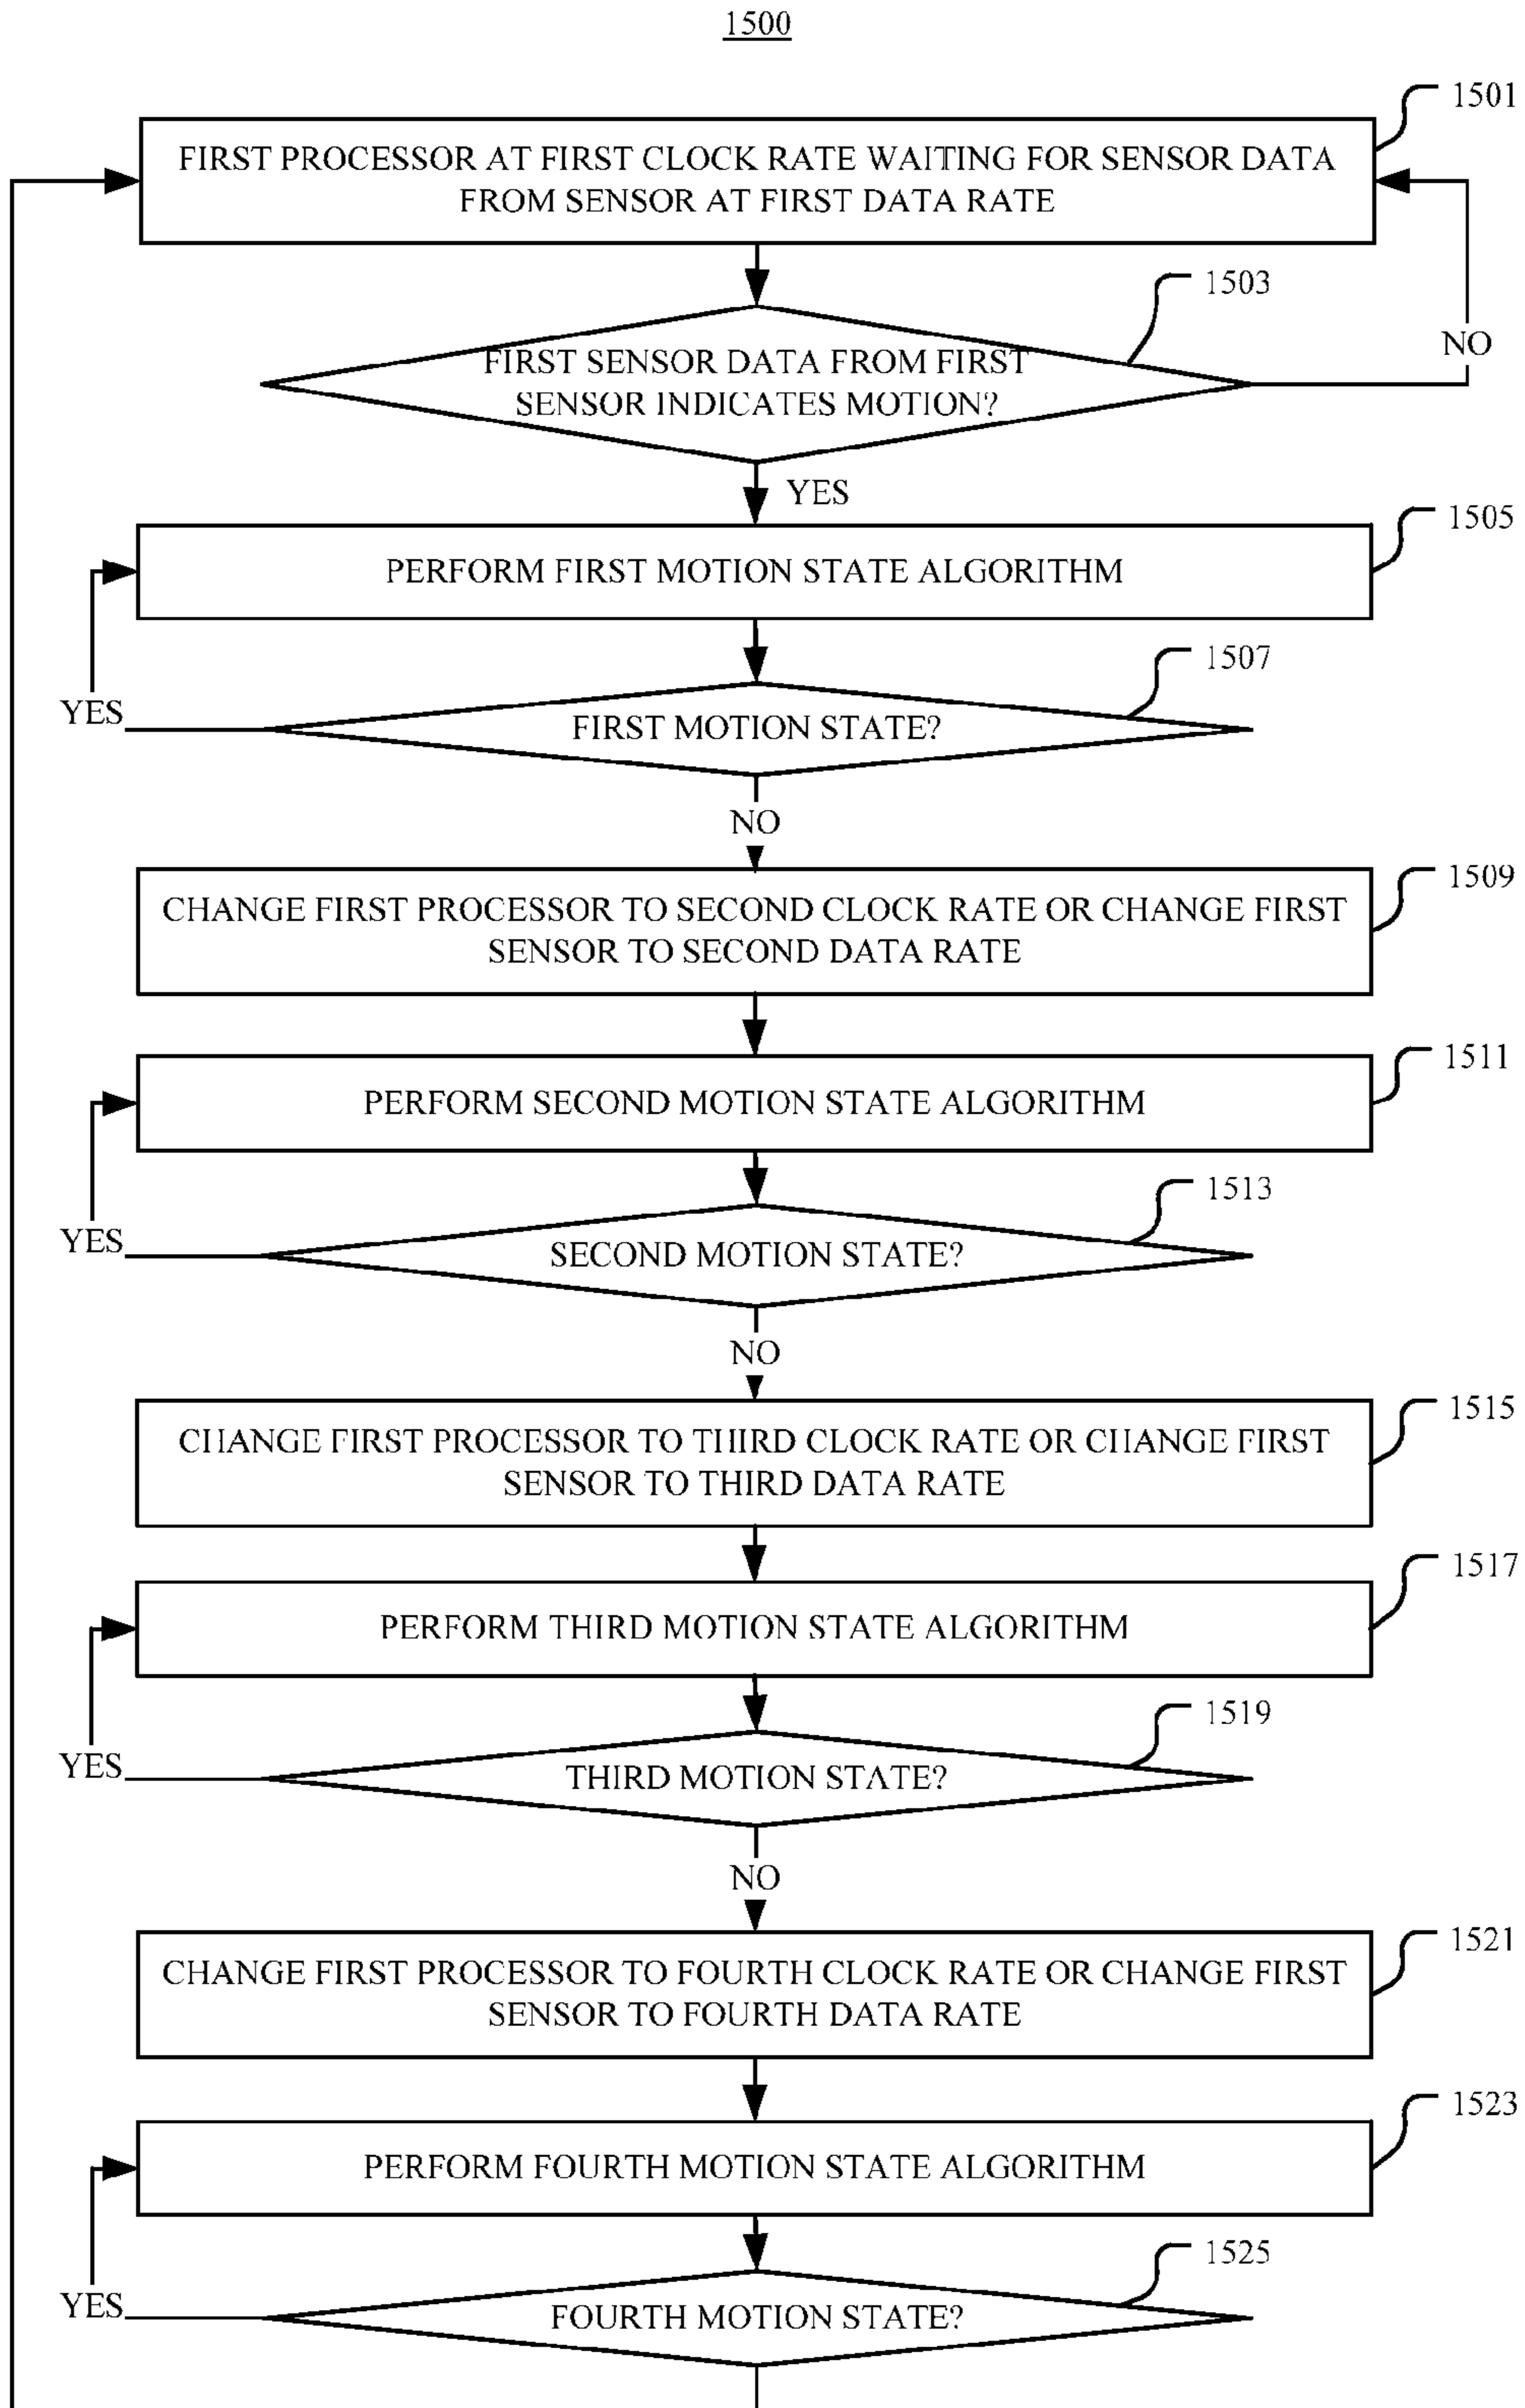 1500
1501
FIRST PROCESSOR AT FIRST CLOCK RATE WAITING FOR SENSOR DATA
FROM SENSOR AT FIRST DATA RATE
1503
NO
FIRST SENSOR DATA FROM FIRST
SENSOR INDICATES MOTION?
YES
1505
PERFORM FIRST MOTION STATE ALGORITHM
1507
YES
FIRST MOTION STATE?
NO
1509
CHANGE FIRST PROCESSOR TO SECOND CLOCK RATE OR CHANGE FIRST
SENSOR TO SECOND DATA RATE
1511
PERFORM SECOND MOTION STATE ALGORITHM
1513
YES
SECOND MOTION STATE?
NO
1515
CHANGE FIRST PROCESSOR TO THIRD CLOCK RATE OR CHANGE FIRST
SENSOR TO THIRD DATA RATE
1517
PERFORM THIRD MOTION STATE ALGORITHM
1519
YES
THIRD MOTION STATE?
NO
1521
CHANGE FIRST PROCESSOR TO FOURTH CLOCK RATE OR CHANGE FIRST
SENSOR TO FOURTH DATA RATE
1523
PERFORM FOURTH MOTION STATE ALGORITHM
1525
YES
FOURTH MOTION STATE?